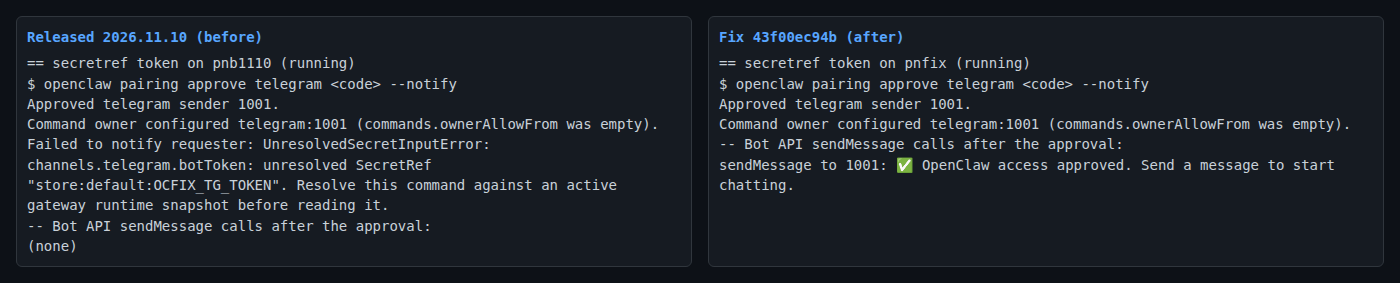 Released 2026.11.10 (before)
== secretref token on pnb1110 (running)
$ openclaw pairing approve telegram <code> --notify
Approved telegram sender 1001.
Command owner configured telegram:1001 (commands.ownerAllowFrom was empty).
Failed to notify requester: UnresolvedSecretInputError:
channels.telegram.botToken: unresolved SecretRef
"store:default:OCFIX_TG_TOKEN". Resolve this command against an active
gateway runtime snapshot before reading it.
-- Bot API sendMessage calls after the approval:
(none)
Fix 43f00ec94b (after)
== secretref token on pnfix (running)
$ openclaw pairing approve telegram <code> --notify
Approved telegram sender 1001.
Command owner configured telegram:1001 (commands.ownerAllowFrom was empty).
-- Bot API sendMessage calls after the approval:
sendMessage to 1001: ✅ OpenClaw access approved. Send a message to start
chatting.